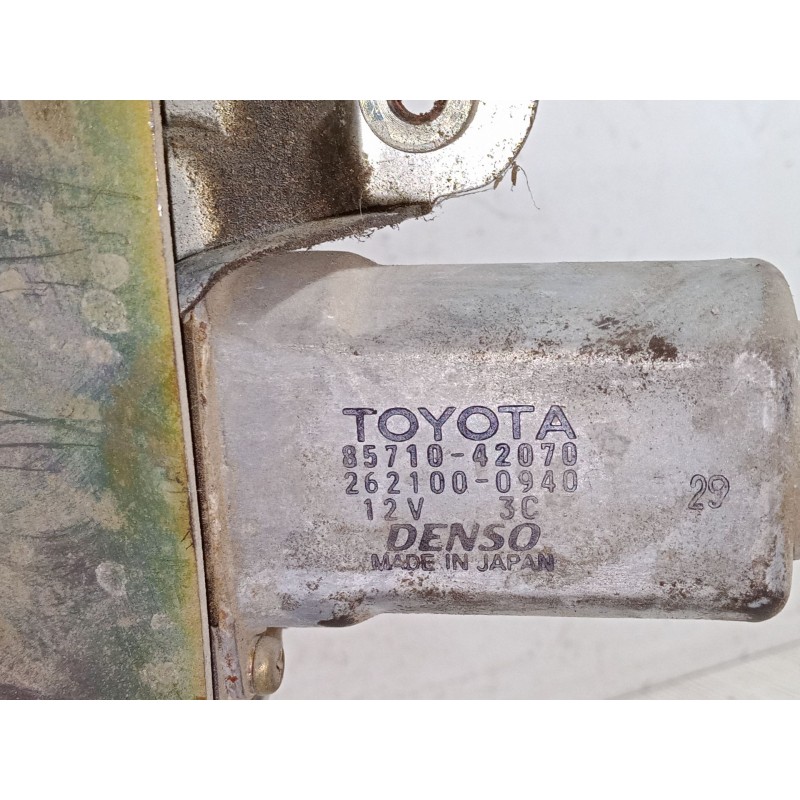 TOYOTA
85710-42070
262100-0940
12V 3C 29
DENSO
MADE IN JAPAN